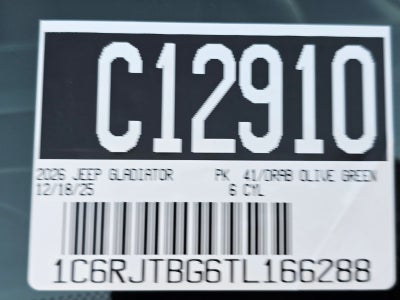 C12910
2026 JEEP GLADIATOR PK 41/DRAB OLIVE GREEN
12/18/25 6 CYL
1C6RJTBG6TL166288